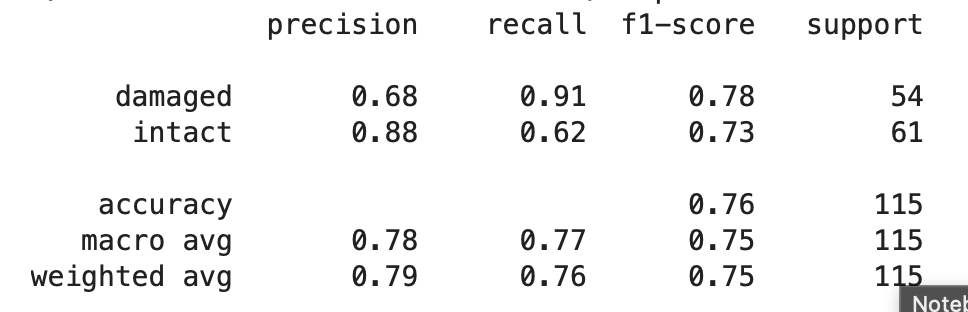 precision recall f1-score support
damaged 0.68 0.91 0.78 54
intact 0.88 0.62 0.73 61
accuracy 0.76 115
macro avg 0.78 0.77 0.75 115
weighted avg 0.79 0.76 0.75 115